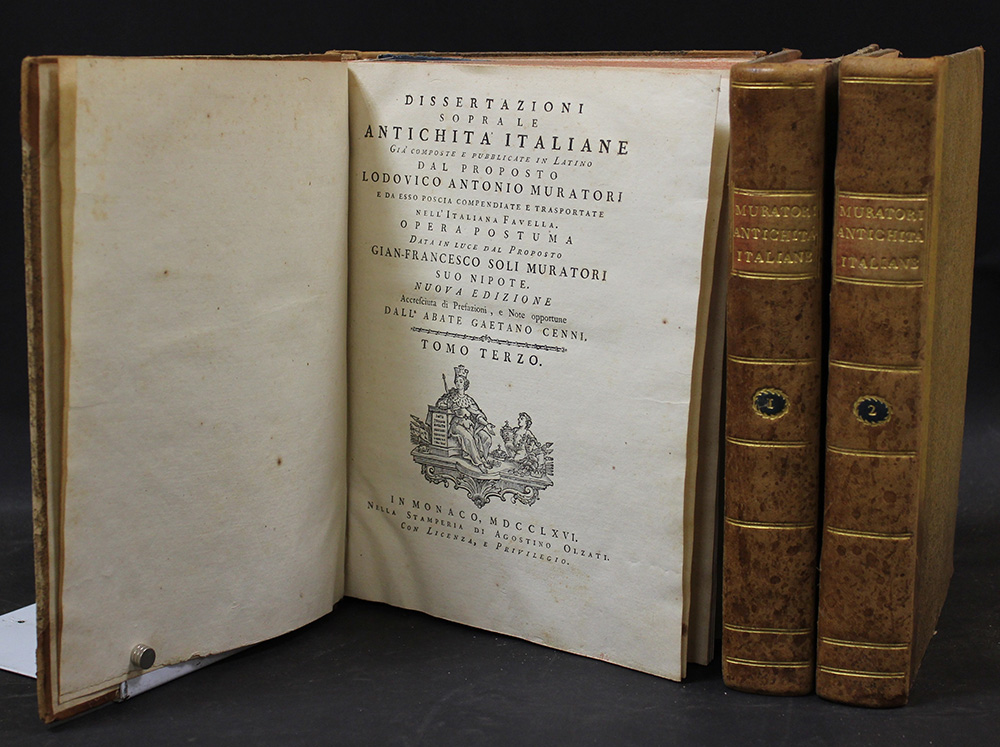 DISSERTAZIONI
SOPRA LE
ANTICHITA' ITALIANE
GIÀ COMPOSTE E PUBBLICATE IN LATINO
DAL PROPOSTO
LODOVICO ANTONIO MURATORI
E DA ESSO POSCIA COMPENDIATE E TRASPORTATE
NELL'ITALIANA FAVELLA.
OPERA POSTUMA
DATA IN LUCE DAL PROPOSTO
GIAN-FRANCESCO SOLI MURATORI
SUO NIPOTE.
NUOVA EDIZIONE
Accresciuta di Prefazioni, e Note opportune
DALL' ABATE GAETANO CENNI.
TOMO TERZO.
IN MONACO, MDCCLXVI.
NELLA STAMPERIA DI AGOSTINO OLZATI.
CON LICENZA, E PRIVILEGIO.
MURATORI
ANTICHITÀ
ITALIANE
1
MURATORI
ANTICHITÀ
ITALIANE
2